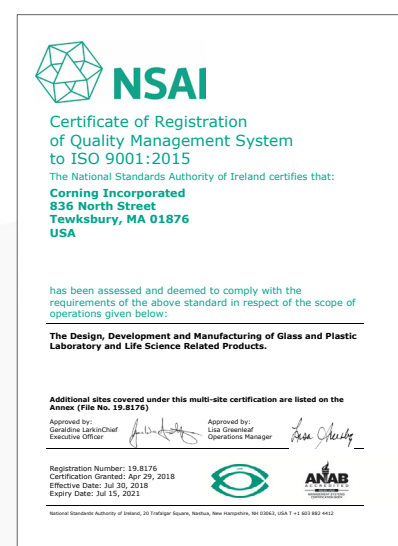 NSAI
Certificate of Registration
of Quality Management System
to ISO 9001:2015
The National Standards Authority of Ireland certifies that:
Corning Incorporated
836 North Street
Tewksbury, MA 01876
USA
has been assessed and deemed to comply with the
requirements of the above standard in respect of the scope of
operations given below:
The Design, Development and Manufacturing of Glass and Plastic
Laboratory and Life Science Related Products.
Additional sites covered under this multi-site certification are listed on the
Annex (File No. 19.8176)
Approved by:
Geraldine LarkinChief
Executive Officer
Approved by:
Lisa Greenleaf
Operations Manager
Registration Number: 19.8176
Certification Granted: Apr 29, 2018
Effective Date: Jul 30, 2018
Expiry Date: Jul 15, 2021
ANAB
ACCREDITED
MANAGEMENT SYSTEMS
CERTIFICATION BODY
National Standards Authority of Ireland, 20 Trafalgar Square, Nashua, New Hampshire, NH 03063, USA T +1 603 882 4412